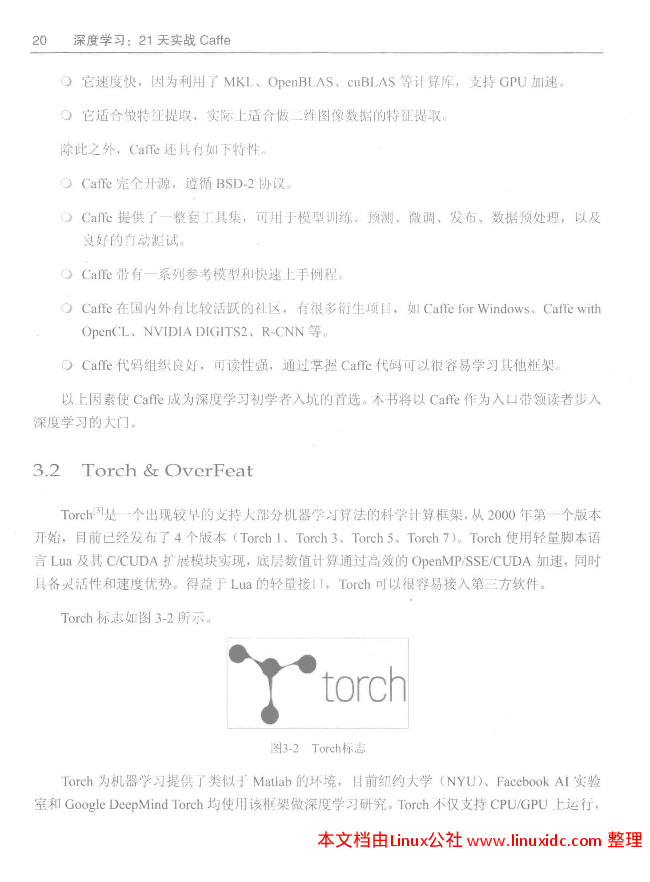 20 深度学习：21 天实战 Caffe
❍ 它速度快，因为利用了 MKL、OpenBLAS、cuBLAS 等计算库，支持 GPU 加速。
❍ 它适合做特征提取，实际上适合做二维图像数据的特征提取。
除此之外，Caffe 还具有如下特性。
❍ Caffe 完全开源，遵循 BSD-2 协议。
❍ Caffe 提供了一整套工具集，可用于模型训练、预测、微调、发布、数据预处理，以及
良好的自动测试。
❍ Caffe 带有一系列参考模型和快速上手例程。
❍ Caffe 在国内外有比较活跃的社区，有很多衍生项目，如 Caffe for Windows、Caffe with
OpenCL、NVIDIA DIGITS2、R-CNN 等。
❍ Caffe 代码组织良好，可读性强，通过掌握 Caffe 代码可以很容易学习其他框架。
以上因素使 Caffe 成为深度学习初学者入坑的首选。本书将以 Caffe 作为入口带领读者步入
深度学习的大门。
3.2 Torch & OverFeat
Torch[3]是一个出现较早的支持大部分机器学习算法的科学计算框架，从 2000 年第一个版本
开始，目前已经发布了 4 个版本（Torch 1、Torch 3、Torch 5、Torch 7）。Torch 使用轻量脚本语
言 Lua 及其 C/CUDA 扩展模块实现，底层数值计算通过高效的 OpenMP/SSE/CUDA 加速，同时
具备灵活性和速度优势。得益于 Lua 的轻量接口，Torch 可以很容易接入第三方软件。
Torch 标志如图 3-2 所示。
torch
图3-2 Torch标志
Torch 为机器学习提供了类似于 Matlab 的环境，目前纽约大学（NYU）、Facebook AI 实验
室和 Google DeepMind Torch 均使用该框架做深度学习研究。Torch 不仅支持 CPU/GPU 上运行，
本文档由Linux公社 www.linuxidc.com 整理